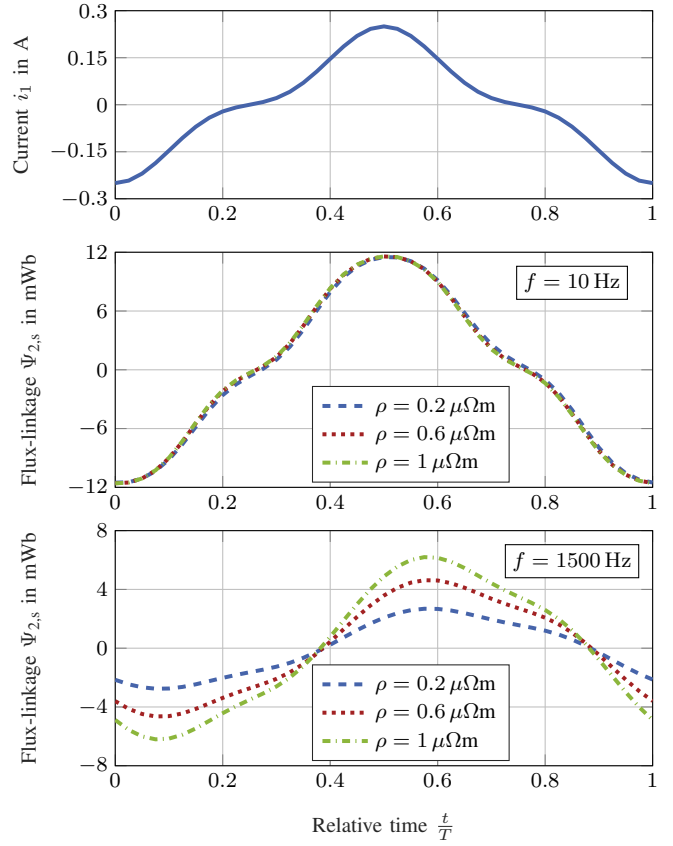 Current i₁ in A
0.3
0.15
0
−0.15
−0.3
0 0.2 0.4 0.6 0.8 1
Flux-linkage Ψ₂,ₛ in mWb
12
6
0
−6
−12
f = 10 Hz
ρ = 0.2 μΩm
ρ = 0.6 μΩm
ρ = 1 μΩm
0 0.2 0.4 0.6 0.8 1
Flux-linkage Ψ₂,ₛ in mWb
8
4
0
−4
−8
f = 1500 Hz
ρ = 0.2 μΩm
ρ = 0.6 μΩm
ρ = 1 μΩm
0 0.2 0.4 0.6 0.8 1
Relative time t/T